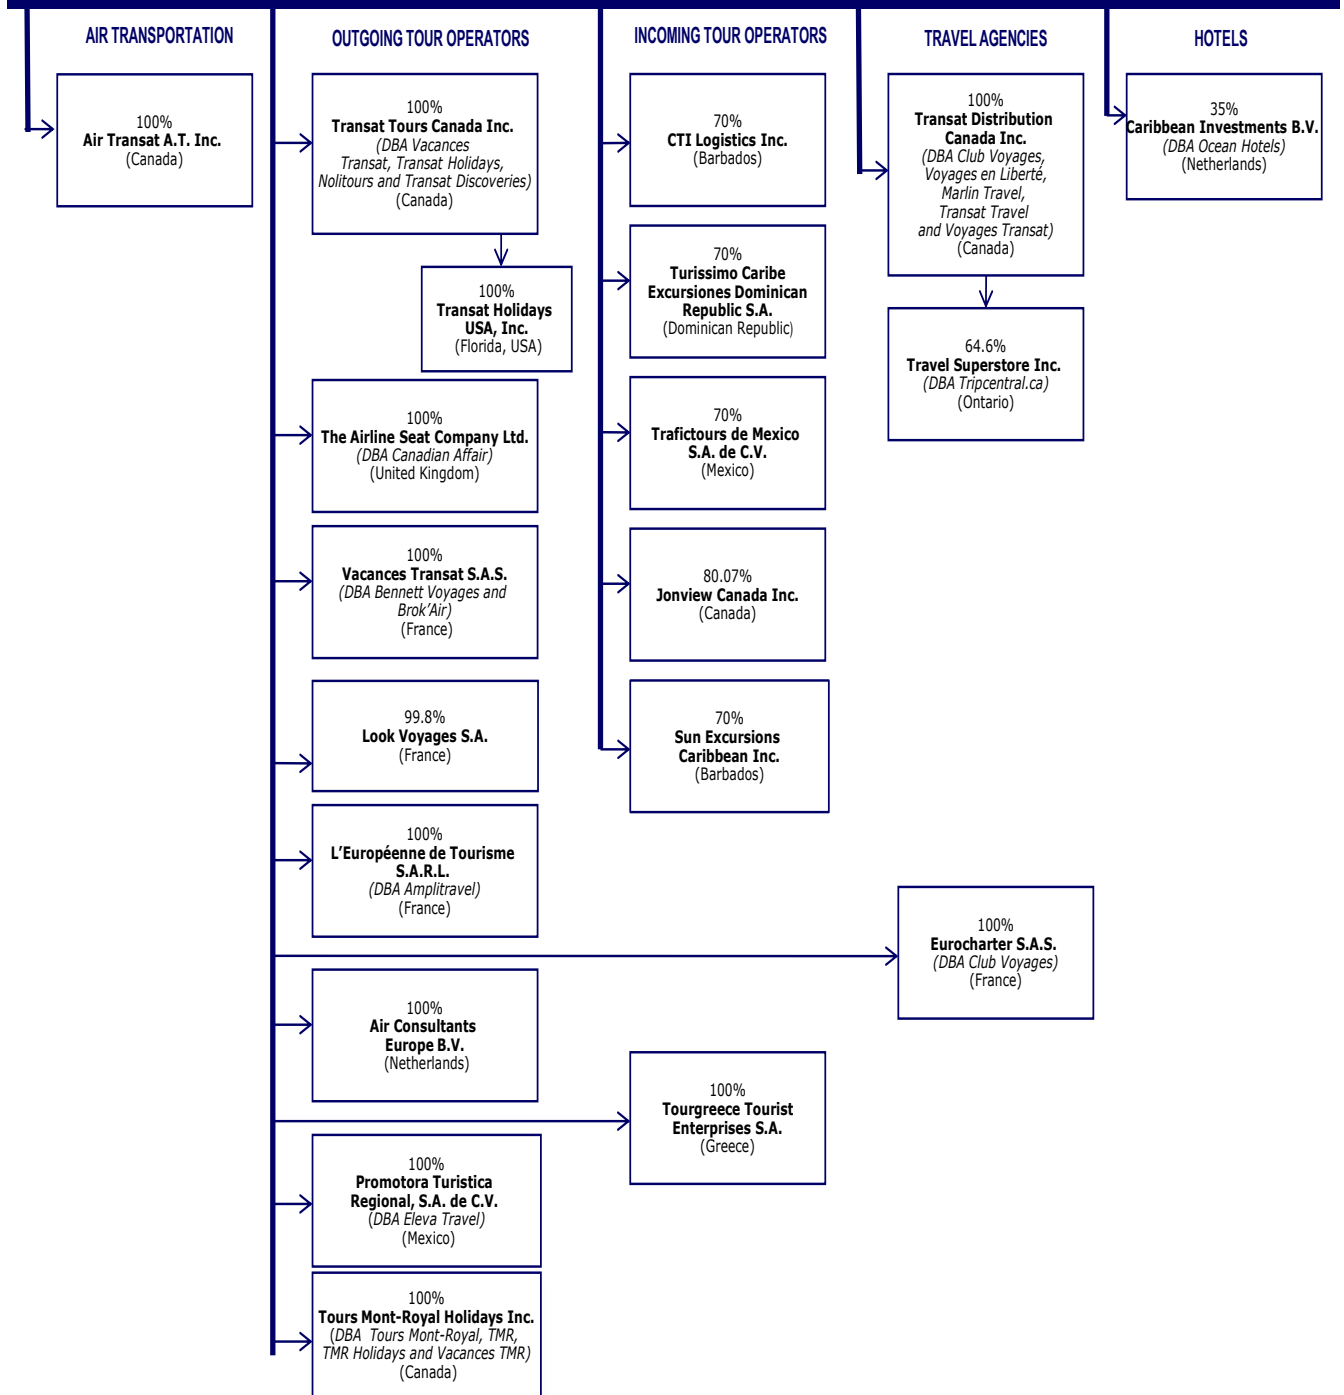 AIR TRANSPORTATION
100%
Air Transat A.T. Inc.
(Canada)
OUTGOING TOUR OPERATORS
100%
Transat Tours Canada Inc.
(DBA Vacances
Transat, Transat Holidays,
Nolitours and Transat Discoveries)
(Canada)
100%
Transat Holidays
USA, Inc.
(Florida, USA)
100%
The Airline Seat Company Ltd.
(DBA Canadian Affair)
(United Kingdom)
100%
Vacances Transat S.A.S.
(DBA Bennett Voyages and
Brok'Air)
(France)
99.8%
Look Voyages S.A.
(France)
100%
L'Européenne de Tourisme
S.A.R.L.
(DBA Amplitravel)
(France)
100%
Air Consultants
Europe B.V.
(Netherlands)
100%
Promotora Turistica
Regional, S.A. de C.V.
(DBA Eleva Travel)
(Mexico)
100%
Tours Mont-Royal Holidays Inc.
(DBA Tours Mont-Royal, TMR,
TMR Holidays and Vacances TMR)
(Canada)
INCOMING TOUR OPERATORS
70%
CTI Logistics Inc.
(Barbados)
70%
Turissimo Caribe
Excursiones Dominican
Republic S.A.
(Dominican Republic)
70%
Trafictours de Mexico
S.A. de C.V.
(Mexico)
80.07%
Jonview Canada Inc.
(Canada)
70%
Sun Excursions
Caribbean Inc.
(Barbados)
100%
Tourgreece Tourist
Enterprises S.A.
(Greece)
TRAVEL AGENCIES
100%
Transat Distribution
Canada Inc.
(DBA Club Voyages,
Voyages en Liberté,
Marlin Travel,
Transat Travel
and Voyages Transat)
(Canada)
64.6%
Travel Superstore Inc.
(DBA Tripcentral.ca)
(Ontario)
100%
Eurocharter S.A.S.
(DBA Club Voyages)
(France)
HOTELS
35%
Caribbean Investments B.V.
(DBA Ocean Hotels)
(Netherlands)